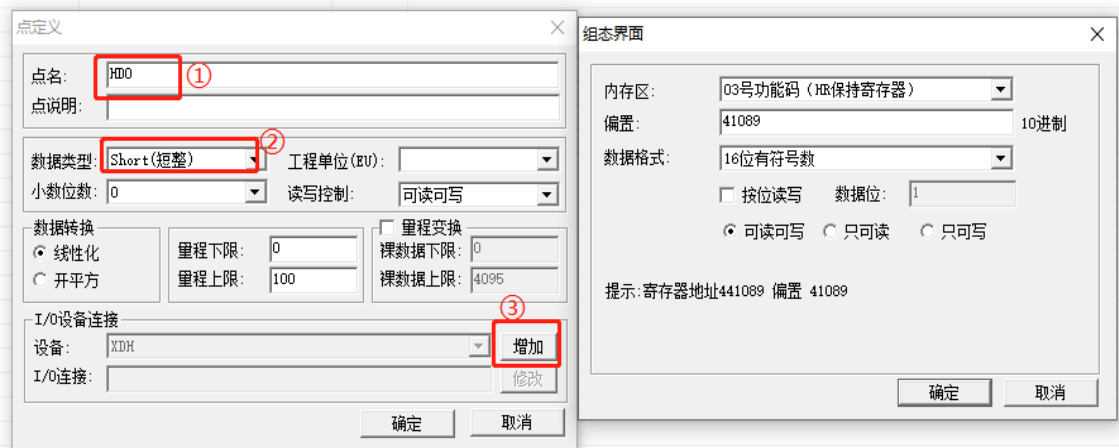 点定义
点名: HD0 ①
点说明:
数据类型: Short(短整) ② 工程单位(EU):
小数位数: 0 读写控制: 可读可写
数据转换
线性化
开平方
量程下限: 0
量程上限: 100
量程变换
裸数据下限: 0
裸数据上限: 4095
I/O设备连接 ③
设备: XDH 增加
I/O连接: 修改
确定 取消
组态界面
内存区: 03号功能码(HR保持寄存器)
偏置: 41089 10进制
数据格式: 16位有符号数
按位读写 数据位: 1
可读可写 只可读 只可写
提示:寄存器地址441089 偏置 41089
确定 取消